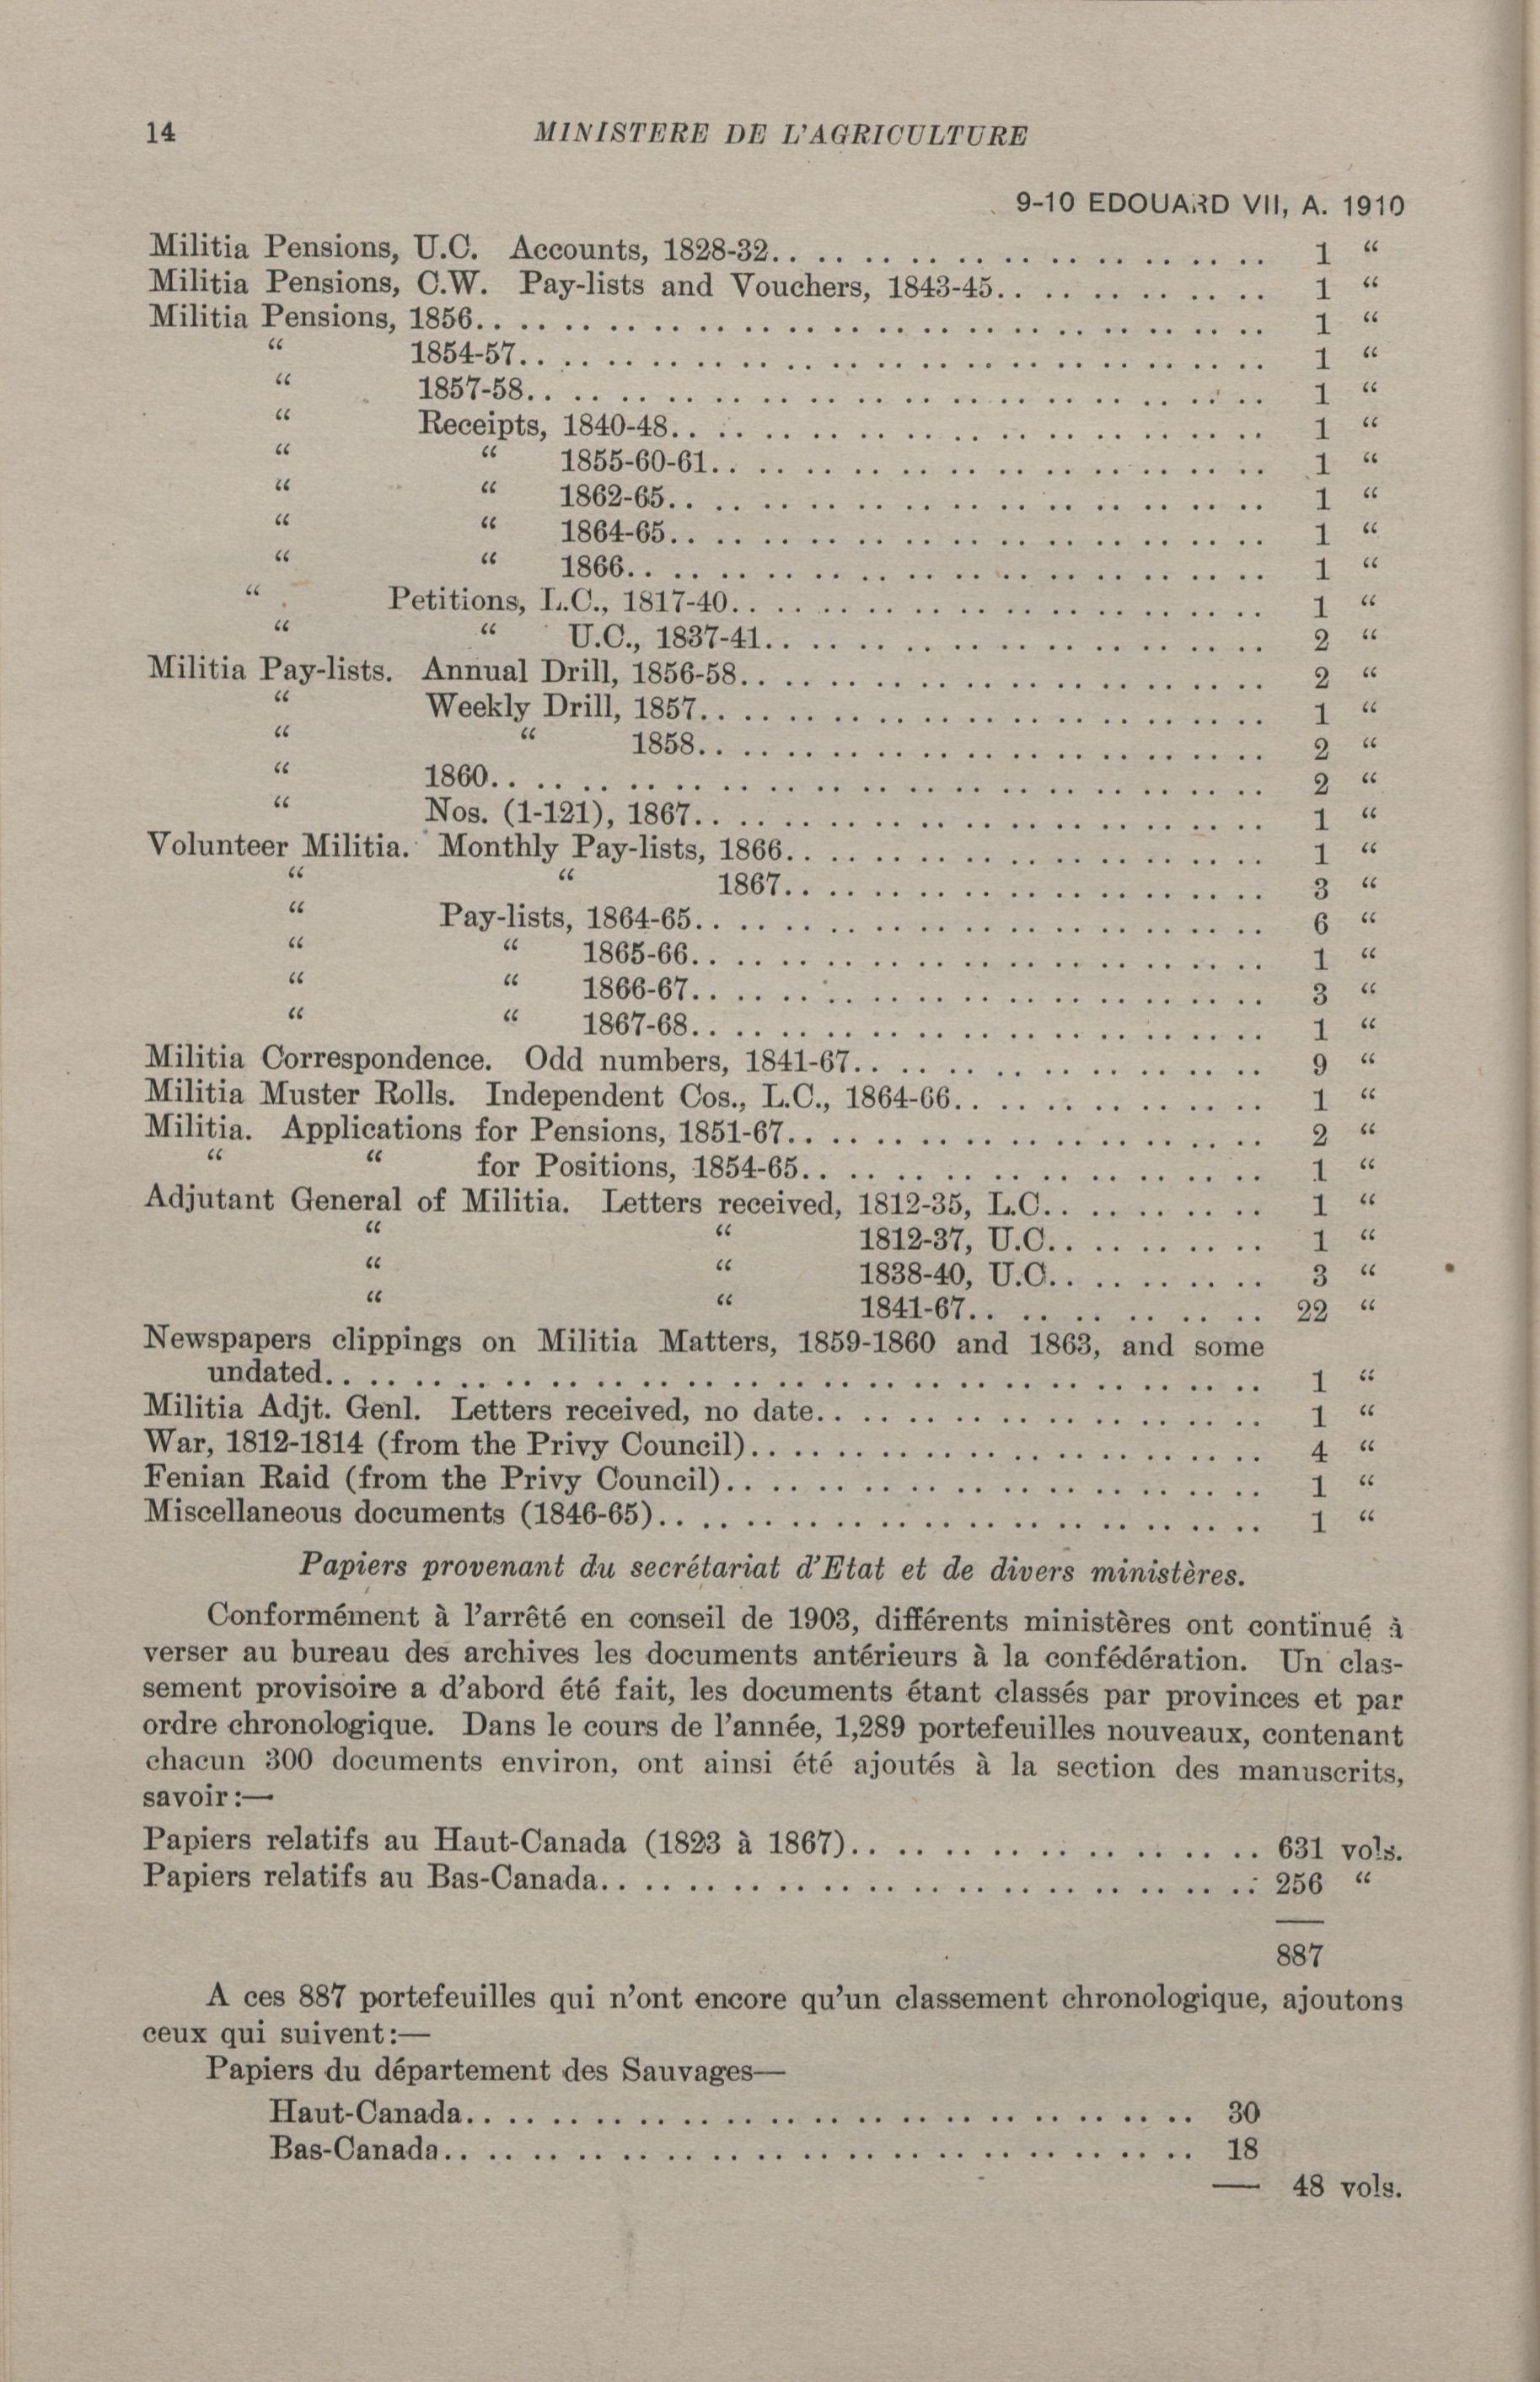 14 MINISTERE DE L'AGRICULTURE
9-10 EDOUARD VII, A. 1910
Militia Pensions, U.C. Accounts, 1828-32.. .. .. .. .. .. .. .. .. .. .. 1 "
Militia Pensions, C.W. Pay-lists and Vouchers, 1843-45.. .. .. .. .. .. 1 "
Militia Pensions, 1856.. .. .. .. .. .. .. .. .. .. .. .. .. .. .. .. .. 1 "
" 1854-57.. .. .. .. .. .. .. .. .. .. .. .. .. .. .. .. 1 "
" 1857-58.. .. .. .. .. .. .. .. .. .. .. .. .. .. .. .. 1 "
" Receipts, 1840-48.. .. .. .. .. .. .. .. .. .. .. .. .. 1 "
" " 1855-60-61.. .. .. .. .. .. .. .. .. .. .. .. 1 "
" " 1862-65.. .. .. .. .. .. .. .. .. .. .. .. .. 1 "
" " 1864-65.. .. .. .. .. .. .. .. .. .. .. .. .. 1 "
" " 1866.. .. .. .. .. .. .. .. .. .. .. .. .. .. 1 "
" Petitions, L.C., 1817-40.. .. .. .. .. .. .. .. .. .. .. .. 1 "
" " U.C., 1837-41.. .. .. .. .. .. .. .. .. .. .. 2 "
Militia Pay-lists. Annual Drill, 1856-58.. .. .. .. .. .. .. .. .. .. .. .. 2 "
" Weekly Drill, 1857.. .. .. .. .. .. .. .. .. .. .. .. .. 1 "
" " 1858.. .. .. .. .. .. .. .. .. .. .. .. .. 2 "
" 1860.. .. .. .. .. .. .. .. .. .. .. .. .. .. .. .. .. 2 "
" Nos. (1-121), 1867.. .. .. .. .. .. .. .. .. .. .. .. .. 1 "
Volunteer Militia. Monthly Pay-lists, 1866.. .. .. .. .. .. .. .. .. .. .. 1 "
" " 1867.. .. .. .. .. .. .. .. .. .. .. 3 "
" Pay-lists, 1864-65.. .. .. .. .. .. .. .. .. .. .. .. .. 6 "
" " 1865-66.. .. .. .. .. .. .. .. .. .. .. .. .. 1 "
" " 1866-67.. .. .. .. .. .. .. .. .. .. .. .. .. 3 "
" " 1867-68.. .. .. .. .. .. .. .. .. .. .. .. .. 1 "
Militia Correspondence. Odd numbers, 1841-67.. .. .. .. .. .. .. .. .. 9 "
Militia Muster Rolls. Independent Cos., L.C., 1864-66.. .. .. .. .. .. .. 1 "
Militia. Applications for Pensions, 1851-67.. .. .. .. .. .. .. .. .. .. .. 2 "
" " for Positions, 1854-65.. .. .. .. .. .. .. .. .. .. 1 "
Adjutant General of Militia. Letters received, 1812-35, L.C.. .. .. .. .. 1 "
" " 1812-37, U.C.. .. .. .. .. 1 "
" " 1838-40, U.C.. .. .. .. .. 3 "
" " 1841-67.. .. .. .. .. .. .. 22 "
Newspapers clippings on Militia Matters, 1859-1860 and 1863, and some
undated.. .. .. .. .. .. .. .. .. .. .. .. .. .. .. .. .. .. .. .. .. 1 "
Militia Adjt. Genl. Letters received, no date.. .. .. .. .. .. .. .. .. .. 1 "
War, 1812-1814 (from the Privy Council).. .. .. .. .. .. .. .. .. .. .. .. 4 "
Fenian Raid (from the Privy Council).. .. .. .. .. .. .. .. .. .. .. .. 1 "
Miscellaneous documents (1846-65).. .. .. .. .. .. .. .. .. .. .. .. .. .. 1 "
Papiers provenant du secrétariat d'Etat et de divers ministères.
Conformément à l'arrêté en conseil de 1903, différents ministères ont continué à
verser au bureau des archives les documents antérieurs à la confédération. Un clas-
sement provisoire a d'abord été fait, les documents étant classés par provinces et par
ordre chronologique. Dans le cours de l'année, 1,289 portefeuilles nouveaux, contenant
chacun 300 documents environ, ont ainsi été ajoutés à la section des manuscrits,
savoir:—
Papiers relatifs au Haut-Canada (1823 à 1867).. .. .. .. .. .. .. .. .. 631 vols.
Papiers relatifs au Bas-Canada.. .. .. .. .. .. .. .. .. .. .. .. .. .. .. 256 "
887
A ces 887 portefeuilles qui n'ont encore qu'un classement chronologique, ajoutons
ceux qui suivent:—
Papiers du département des Sauvages—
Haut-Canada.. .. .. .. .. .. .. .. .. .. .. .. .. .. .. .. .. 30
Bas-Canada.. .. .. .. .. .. .. .. .. .. .. .. .. .. .. .. .. 18
— 48 vols.